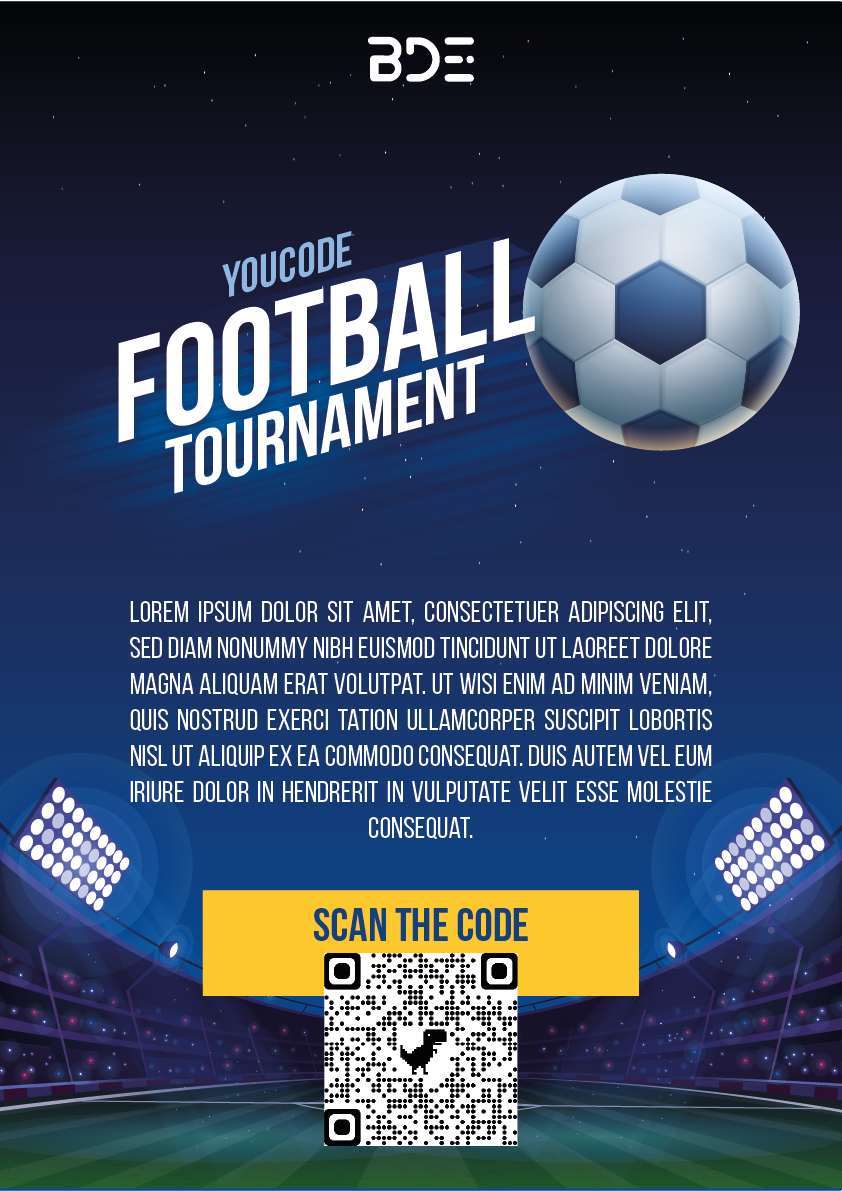 BDE
YOUCODE
FOOTBALL
TOURNAMENT
LOREM IPSUM DOLOR SIT AMET, CONSECTETUER ADIPISCING ELIT,
SED DIAM NONUMMY NIBH EUISMOD TINCIDUNT UT LAOREET DOLORE
MAGNA ALIQUAM ERAT VOLUTPAT. UT WISI ENIM AD MINIM VENIAM,
QUIS NOSTRUD EXERCI TATION ULLAMCORPER SUSCIPIT LOBORTIS
NISL UT ALIQUIP EX EA COMMODO CONSEQUAT. DUIS AUTEM VEL EUM
IRIURE DOLOR IN HENDRERIT IN VULPUTATE VELIT ESSE MOLESTIE
CONSEQUAT.
SCAN THE CODE